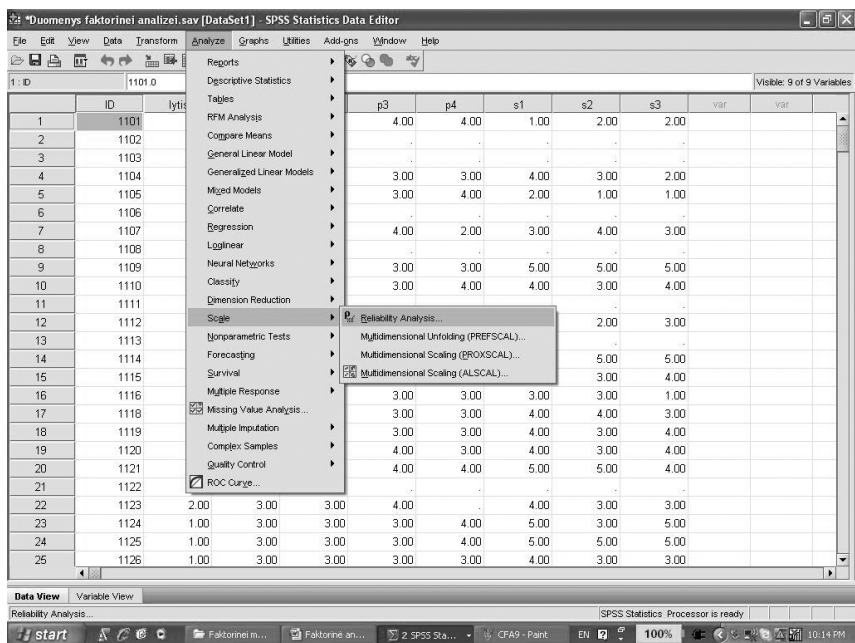 *Duomenys faktorinei analizei.sav [DataSet1] - SPSS Statistics Data Editor
File Edit View Data Transform Analyze Graphs Utilities Add-ons Window Help
1 : ID 1101.0 Visible: 9 of 9 Variables
ID lytis p3 p4 s1 s2 s3 var var
1 1101 4.00 4.00 1.00 2.00 2.00
2 1102 . . . . .
3 1103 . . . . .
4 1104 3.00 3.00 4.00 3.00 2.00
5 1105 3.00 4.00 2.00 1.00 1.00
6 1106 . . . . .
7 1107 4.00 2.00 3.00 4.00 3.00
8 1108 . . . . .
9 1109 3.00 3.00 5.00 5.00 5.00
10 1110 3.00 4.00 4.00 3.00 4.00
11 1111 . .
12 1112 2.00 3.00
13 1113 . .
14 1114 5.00 5.00
15 1115 3.00 4.00
16 1116 3.00 3.00 3.00 3.00 1.00
17 1118 3.00 3.00 4.00 4.00 3.00
18 1119 3.00 3.00 4.00 3.00 4.00
19 1120 4.00 3.00 4.00 3.00 4.00
20 1121 4.00 4.00 5.00 5.00 4.00
21 1122 . . . . .
22 1123 2.00 3.00 3.00 4.00 . 4.00 3.00 3.00
23 1124 1.00 3.00 3.00 3.00 4.00 5.00 3.00 5.00
24 1125 1.00 3.00 3.00 3.00 4.00 5.00 4.00 5.00
25 1126 1.00 3.00 3.00 3.00 3.00 4.00 3.00 3.00
Reports
Descriptive Statistics
Tables
RFM Analysis
Compare Means
General Linear Model
Generalized Linear Models
Mixed Models
Correlate
Regression
Loglinear
Neural Networks
Classify
Dimension Reduction
Scale
Nonparametric Tests
Forecasting
Survival
Multiple Response
Missing Value Analysis...
Multiple Imputation
Complex Samples
Quality Control
ROC Curve...
Reliability Analysis...
Multidimensional Unfolding (PREFSCAL)...
Multidimensional Scaling (PROXSCAL)...
Multidimensional Scaling (ALSCAL)...
Data View Variable View
Reliability Analysis... SPSS Statistics Processor is ready
start Faktorinei m... Faktorinė an... 2 SPSS Sta... CFA9 - Paint EN 100% 10:14 PM